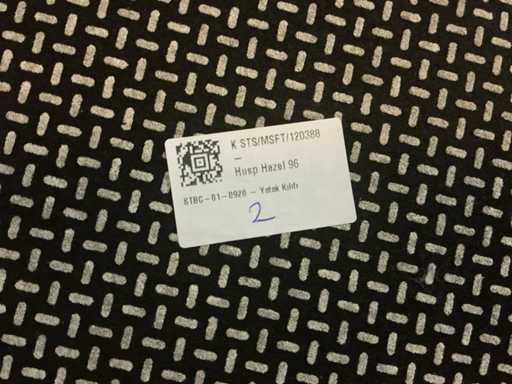 K STS/MSFT/120388
—
Husp Hazel 96
8TBC-01-0920 - Yatak Kılıfı
2